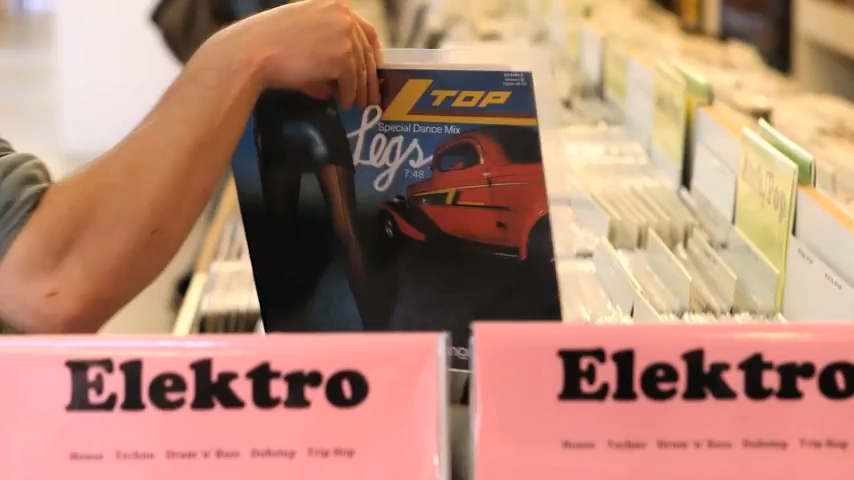 TOP
Special Dance Mix
Legs
7:48
Elektro
House Techno Drum 'n' Bass Dubstep Trip Hop
Elektro
House Techno Drum 'n' Bass Dubstep Trip Hop